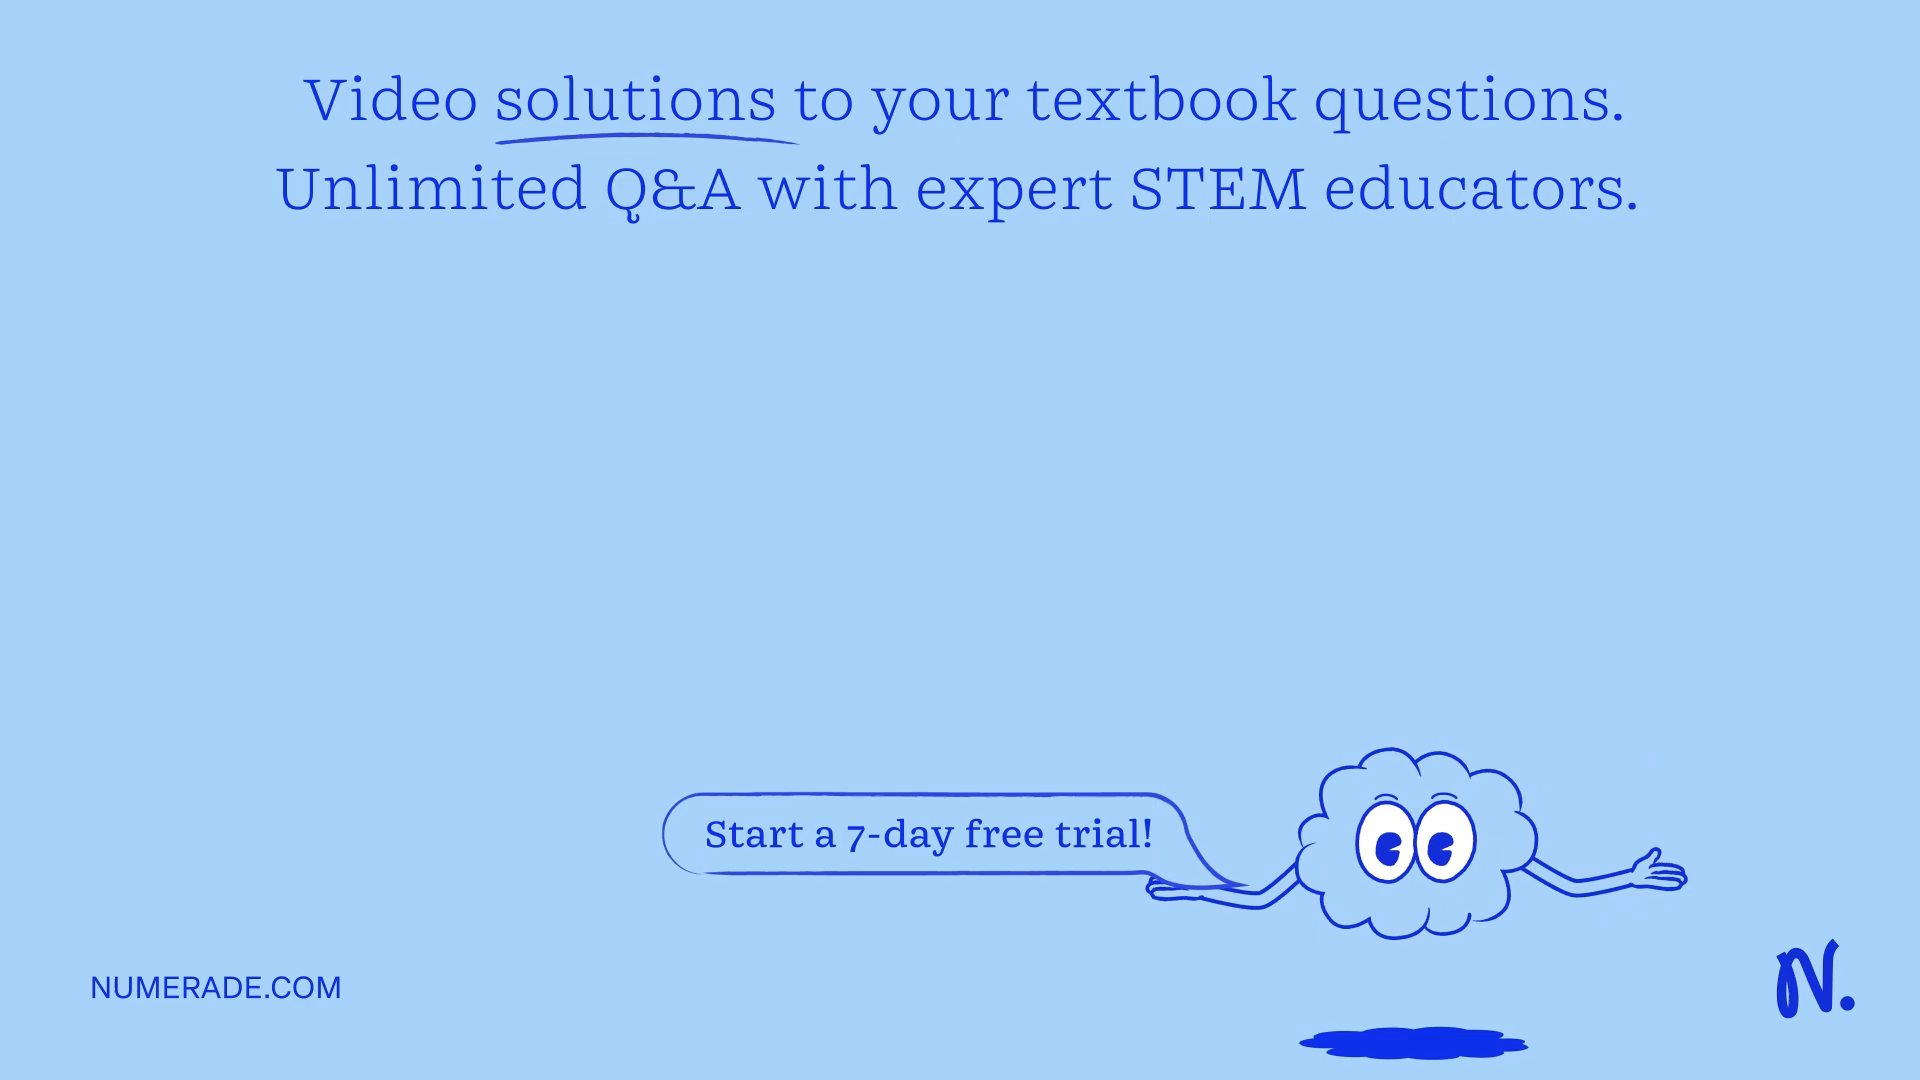 Video solutions to your textbook questions.
Unlimited Q&A with expert STEM educators.
Start a 7-day free trial!
NUMERADE.COM
N.